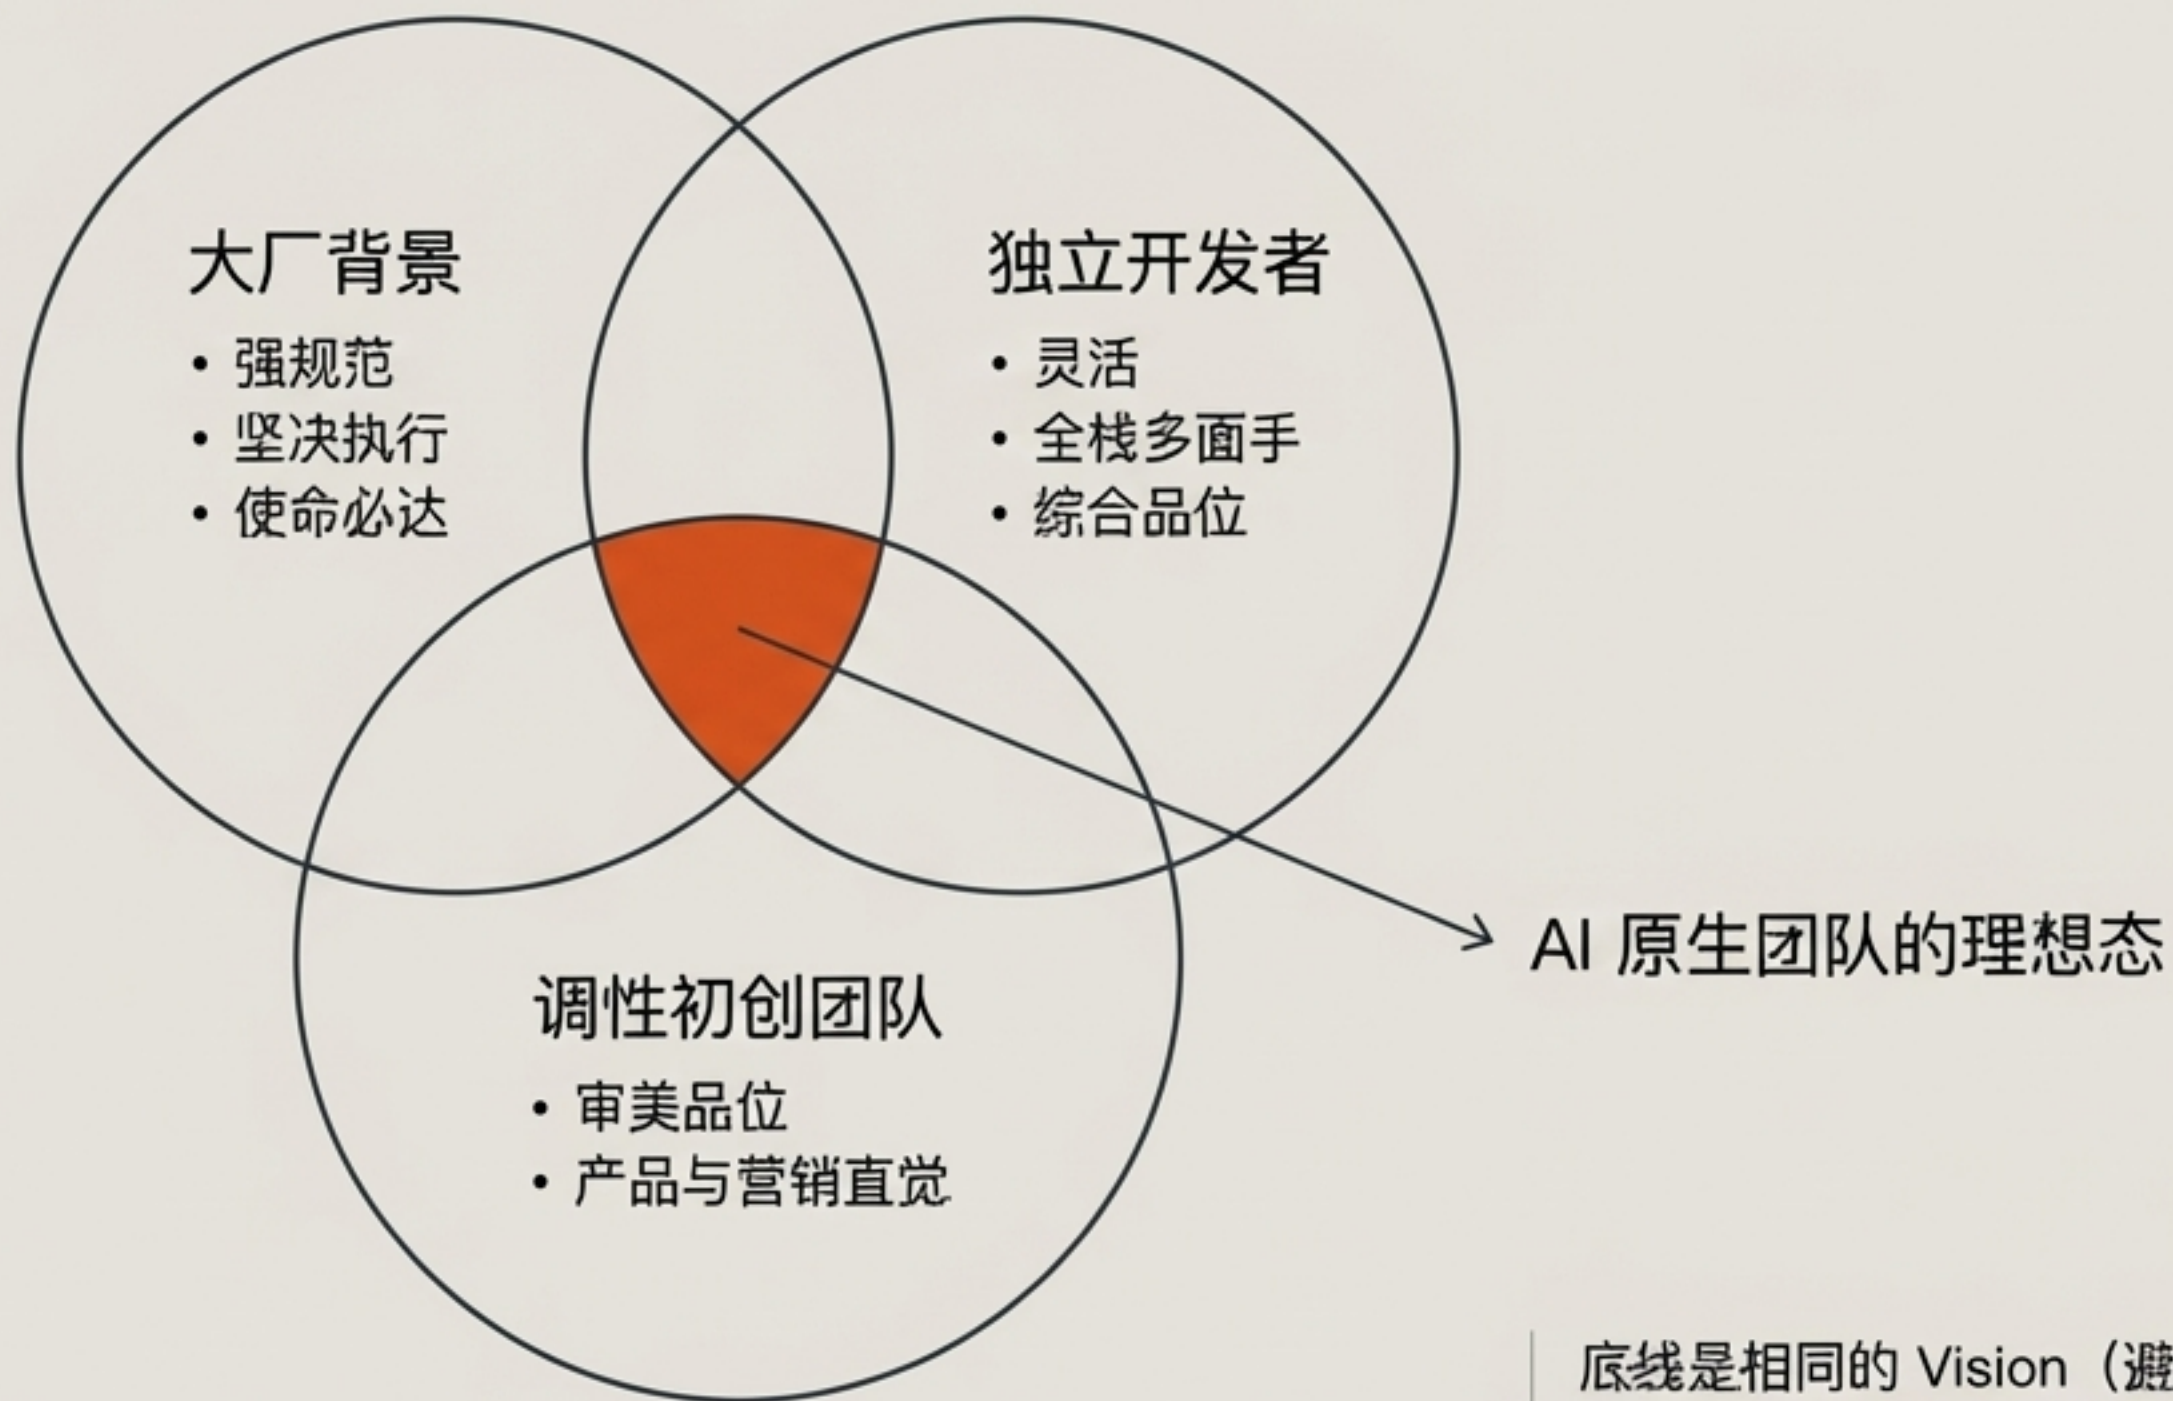 大厂背景
• 强规范
• 坚决执行
• 使命必达
独立开发者
• 灵活
• 全栈多面手
• 综合品位
调性初创团队
• 审美品位
• 产品与营销直觉
AI 原生团队的理想态
底线是相同的 Vision（避